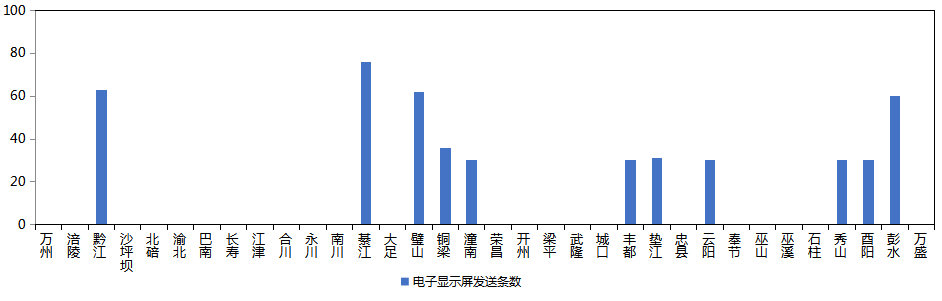 100
80
60
40
20
0
万州
涪陵
黔江
沙坪坝
北碚
渝北
巴南
长寿
江津
合川
永川
南川
綦江
大足
璧山
铜梁
潼南
荣昌
开州
梁平
武隆
城口
丰都
垫江
忠县
云阳
奉节
巫山
巫溪
石柱
秀山
酉阳
彭水
万盛
电子显示屏发送条数